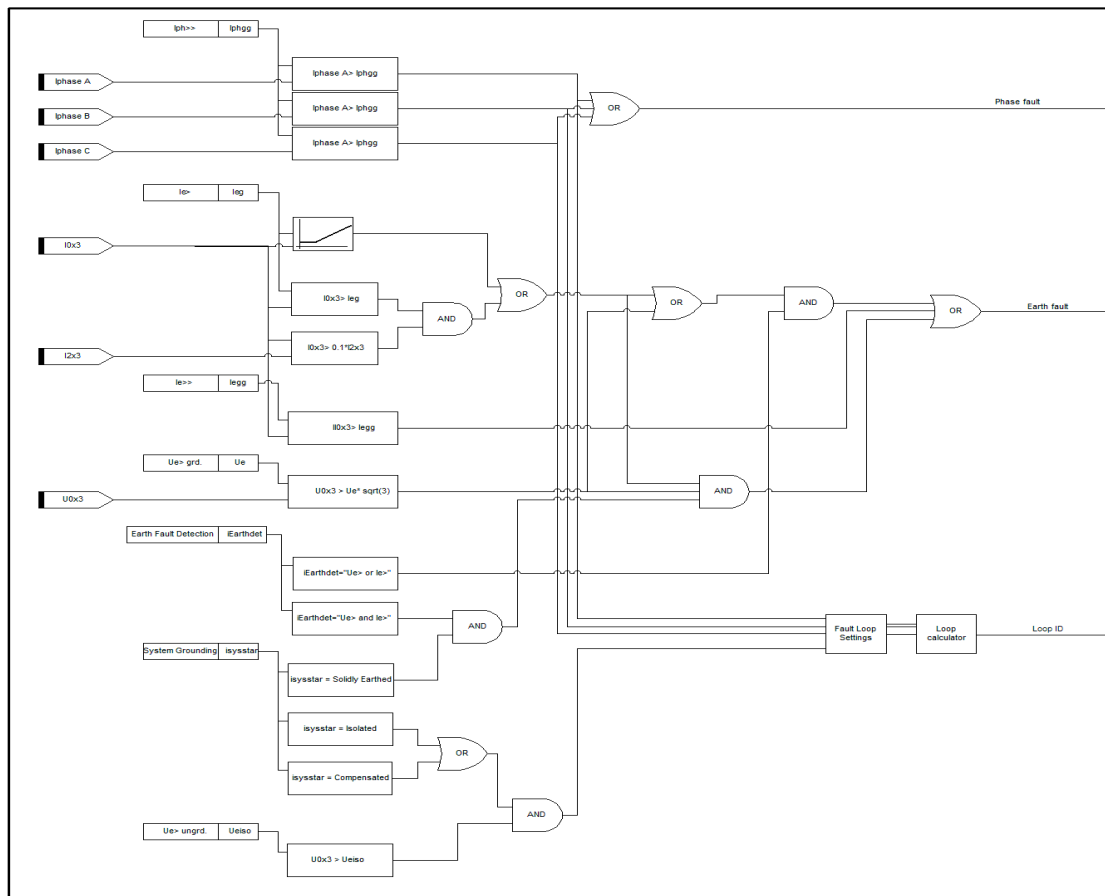 Iph>> Iphgg
Iphase A
Iphase A> Iphgg
OR
Phase fault
Iphase B
Iphase A> Iphgg
Iphase C
Iphase A> Iphgg
Ie> Ieg
I0x3
I0x3> Ieg
AND
OR
OR
AND
OR
Earth fault
I2x3
I0x3> 0.1*I2x3
Ie>> Iegg
II0x3> Iegg
Ue> grd. Ue
U0x3
U0x3 > Ue* sqrt(3)
AND
Earth Fault Detection iEarthdet
iEarthdet="Ue> or Ie>"
iEarthdet="Ue> and Ie>"
AND
Fault Loop
Settings
Loop
calculator
Loop ID
System Grounding isysstar
isysstar = Solidly Earthed
isysstar = Isolated
OR
isysstar = Compensated
AND
Ue> ungrd. Ueiso
U0x3 > Ueiso